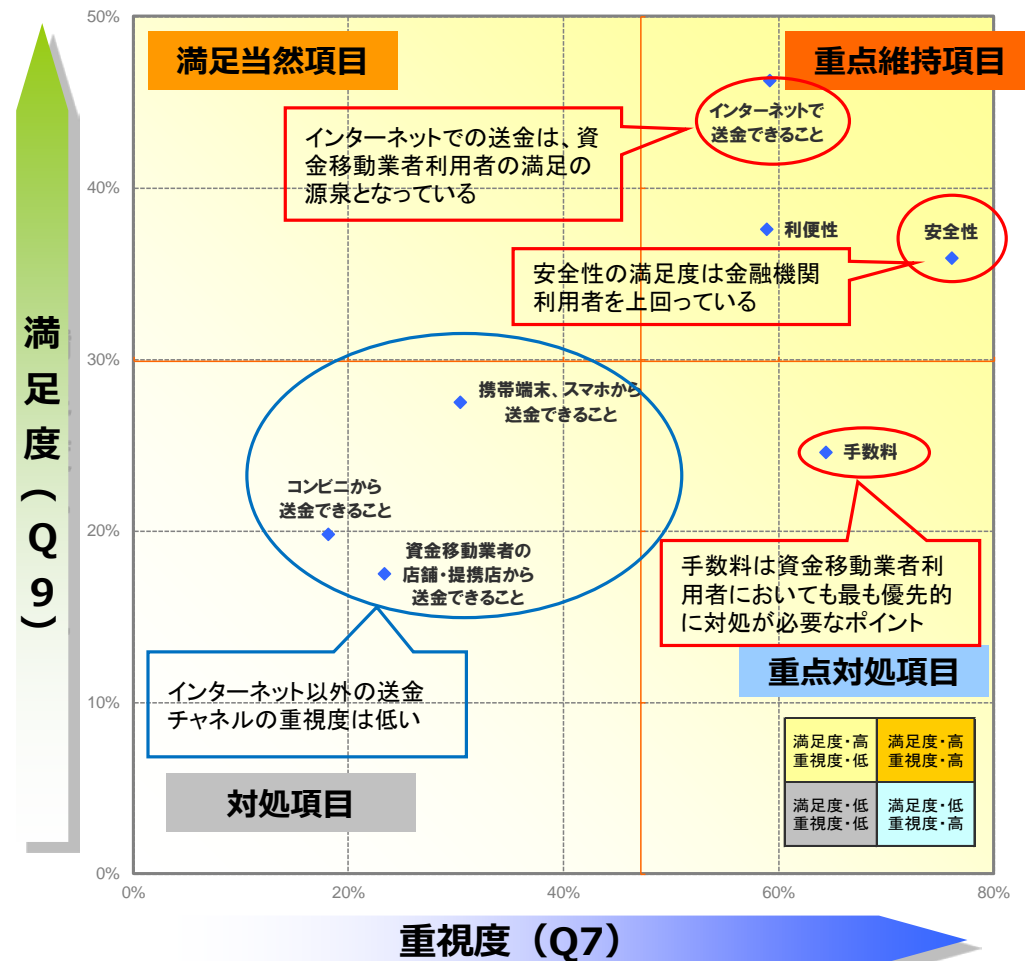 50%
満足当然項目
重点維持項目
インターネットで
送金できること
インターネットでの送金は、資
金移動業者利用者の満足の
源泉となっている
40%
利便性
安全性
安全性の満足度は金融機関
利用者を上回っている
満足度(Q9)
30%
携帯端末、スマホから
送金できること
手数料
コンビニから
送金できること
20%
資金移動業者の
店舗・提携店から
送金できること
手数料は資金移動業者利
用者においても最も優先的
に対処が必要なポイント
重点対処項目
インターネット以外の送金
チャネルの重視度は低い
10%
満足度・高
重視度・低
満足度・高
重視度・高
対処項目
満足度・低
重視度・低
満足度・低
重視度・高
0%
0%
20%
40%
60%
80%
重視度(Q7)